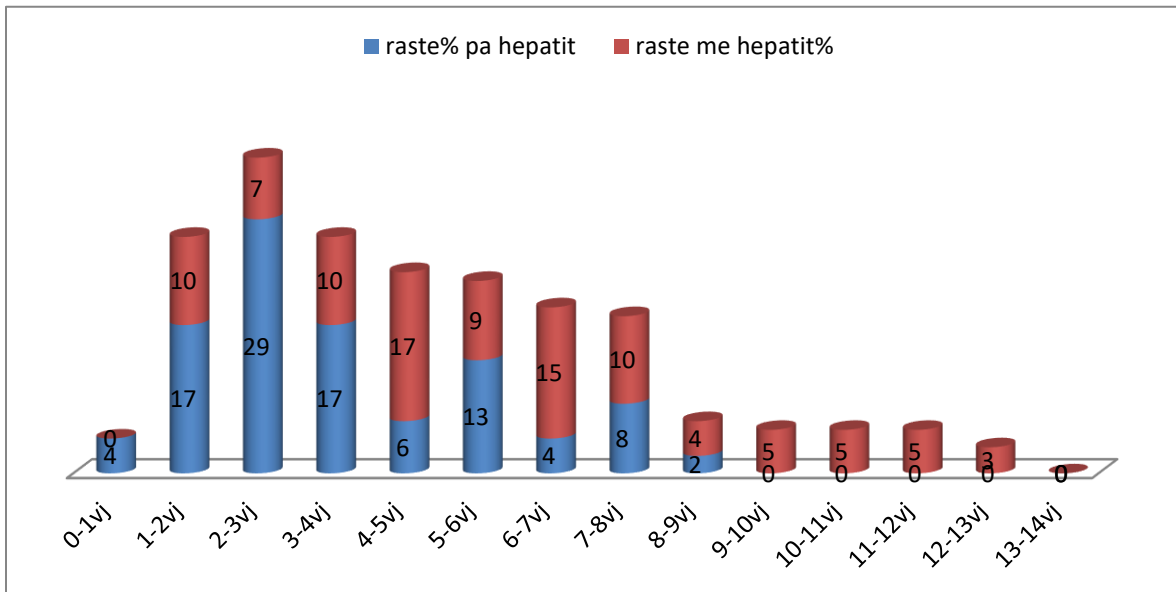 raste% pa hepatit raste me hepatit%
7
10 10
17 9
29 15 10
17 17
13
0 4 5 5 5 3
4 6 4 8 2 0 0 0 0 0 0
0-1vj 1-2vj 2-3vj 3-4vj 4-5vj 5-6vj 6-7vj 7-8vj 8-9vj 9-10vj 10-11vj 11-12vj 12-13vj 13-14vj